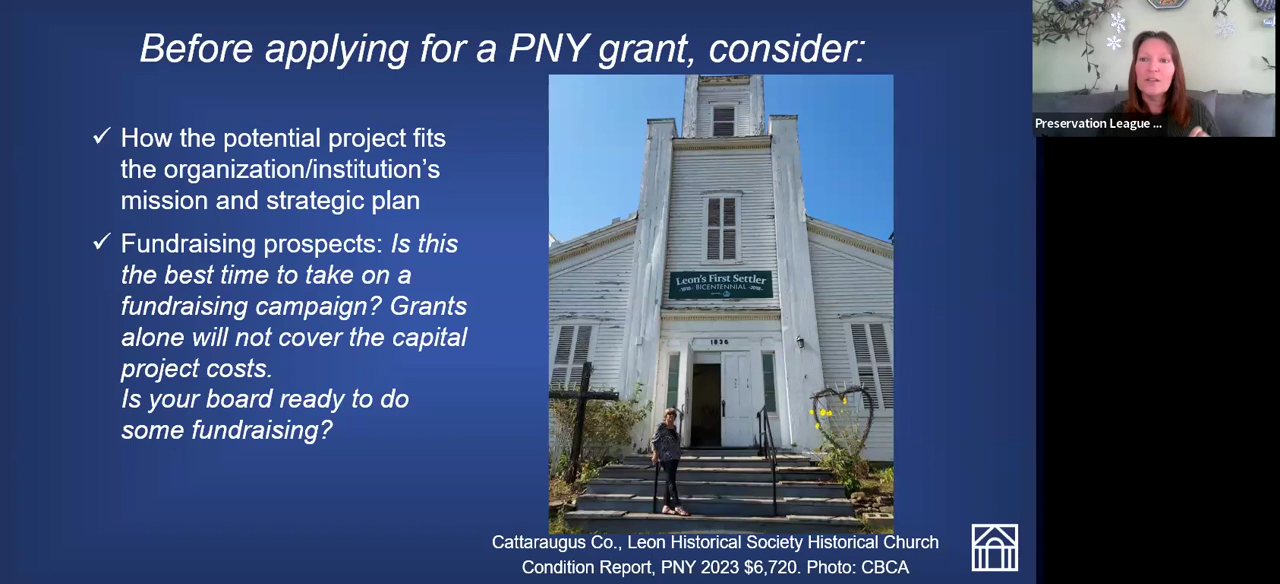 Before applying for a PNY grant, consider:
✓ How the potential project fits
the organization/institution's
mission and strategic plan
✓ Fundraising prospects: Is this
the best time to take on a
fundraising campaign? Grants
alone will not cover the capital
project costs.
Is your board ready to do
some fundraising?
Leon's First Settler
BICENTENNIAL
1836
Cattaraugus Co., Leon Historical Society Historical Church
Condition Report, PNY 2023 $6,720. Photo: CBCA
Preservation League ...